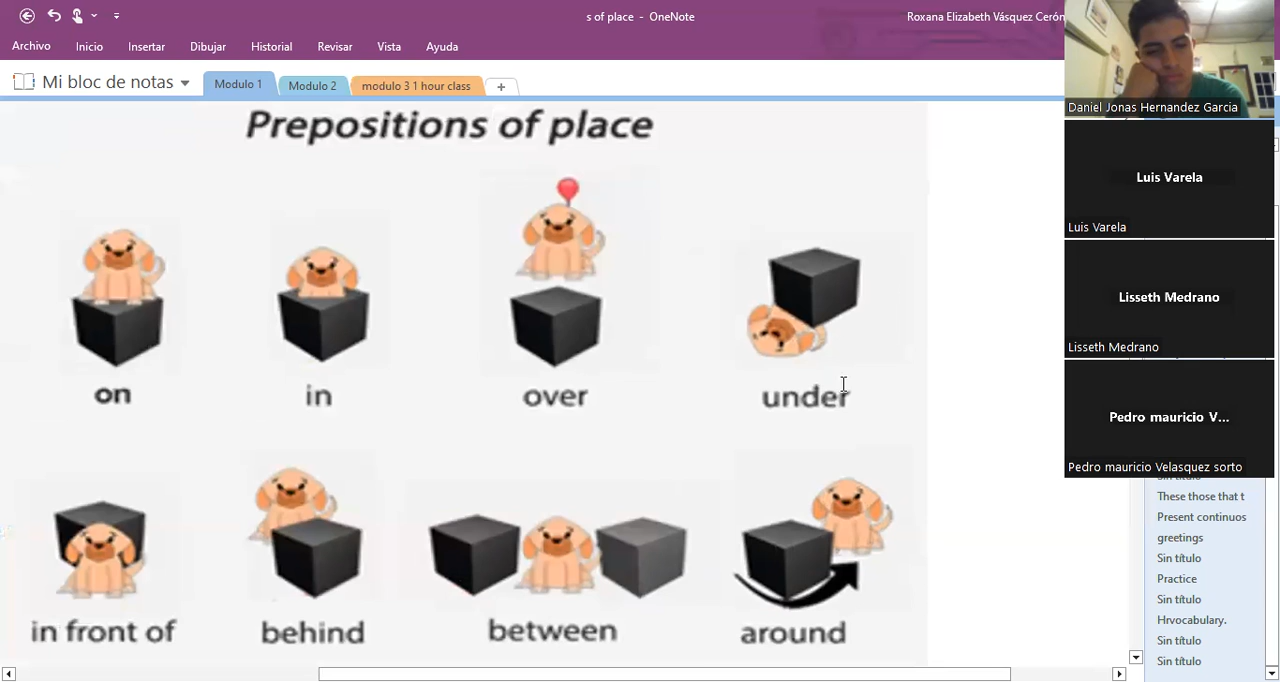 s of place - OneNote
Roxana Elizabeth Vásquez Cerón
Archivo Inicio Insertar Dibujar Historial Revisar Vista Ayuda
Mi bloc de notas Modulo 1 Modulo 2 modulo 3 1 hour class +
Prepositions of place
on in over under
in front of behind between around
Daniel Jonas Hernandez Garcia
Luis Varela
Luis Varela
Lisseth Medrano
Lisseth Medrano
Pedro mauricio V...
Pedro mauricio Velasquez sorto
Sin título
These those that t
Present continuos
greetings
Sin título
Practice
Sin título
Hrvocabulary.
Sin título
Sin título